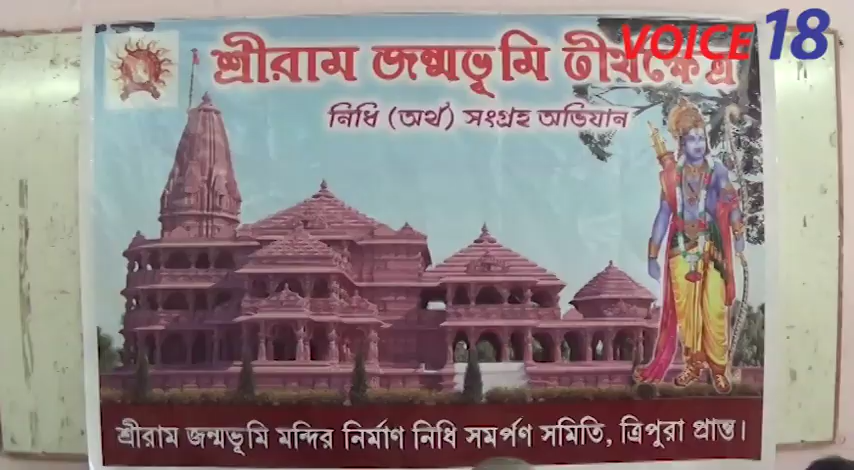 VOICE 18
শ্রীরাম জন্মভূমি তীর্থক্ষেত্র
নিধি (অর্থ) সংগ্রহ অভিযান
শ্রীরাম জন্মভূমি মন্দির নির্মাণ নিধি সমর্পণ সমিতি, ত্রিপুরা প্রান্ত।